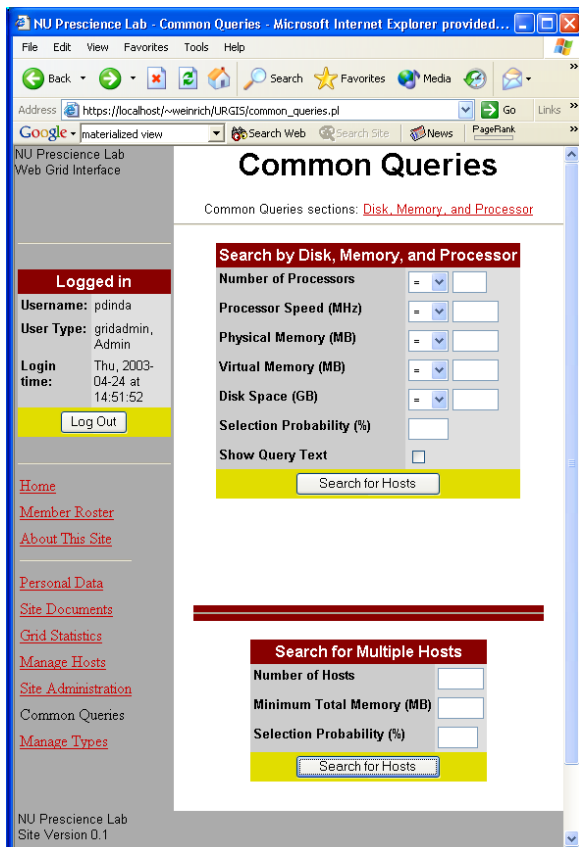 NU Prescience Lab - Common Queries - Microsoft Internet Explorer provided...
File Edit View Favorites Tools Help
Back Search Favorites Media
Address https://localhost/~weinrich/URGIS/common_queries.pl Go Links
Google materialized view Search Web Search Site News PageRank
NU Prescience Lab
Web Grid Interface
Common Queries
Common Queries sections: Disk, Memory, and Processor
Logged in
Username: pdinda
User Type: gridadmin,
Admin
Login time: Thu, 2003-
04-24 at
14:51:52
Log Out
Home
Member Roster
About This Site
Personal Data
Site Documents
Grid Statistics
Manage Hosts
Site Administration
Common Queries
Manage Types
Search by Disk, Memory, and Processor
Number of Processors =
Processor Speed (MHz) =
Physical Memory (MB) =
Virtual Memory (MB) =
Disk Space (GB) =
Selection Probability (%)
Show Query Text
Search for Hosts
Search for Multiple Hosts
Number of Hosts
Minimum Total Memory (MB)
Selection Probability (%)
Search for Hosts
NU Prescience Lab
Site Version 0.1